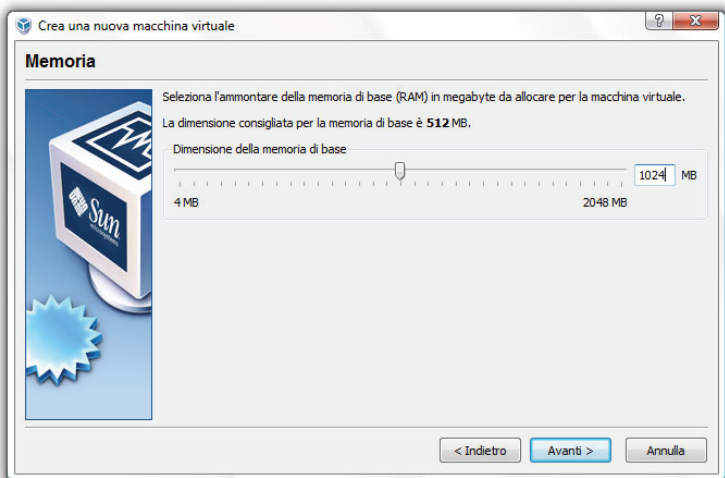 Crea una nuova macchina virtuale
Memoria
Seleziona l'ammontare della memoria di base (RAM) in megabyte da allocare per la macchina virtuale.
La dimensione consigliata per la memoria di base è 512 MB.
Dimensione della memoria di base
1024 MB
4 MB 2048 MB
Sun
microsystems
< Indietro Avanti > Annulla